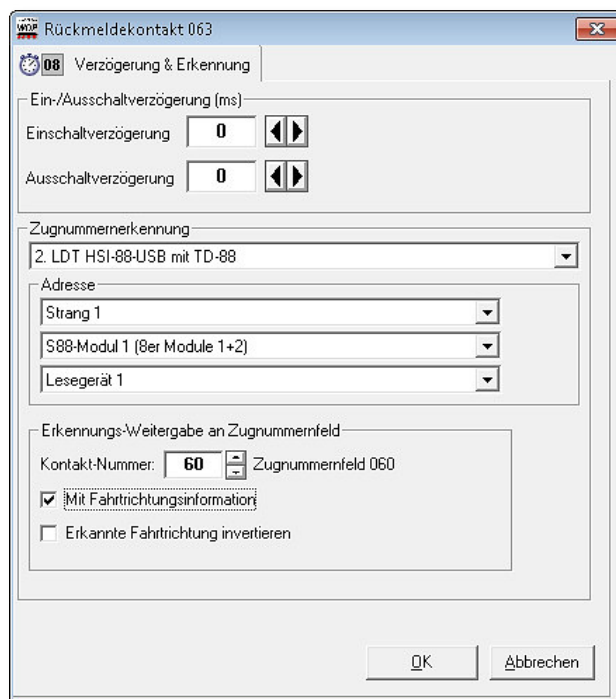 WDP Rückmeldekontakt 063
08 Verzögerung & Erkennung
Ein-/Ausschaltverzögerung (ms)
Einschaltverzögerung 0
Ausschaltverzögerung 0
Zugnummernerkennung
2. LDT HSI-88-USB mit TD-88
Adresse
Strang 1
S88-Modul 1 (8er Module 1+2)
Lesegerät 1
Erkennungs-Weitergabe an Zugnummernfeld
Kontakt-Nummer: 60 Zugnummernfeld 060
Mit Fahrtrichtungsinformation
Erkannte Fahrtrichtung invertieren
OK Abbrechen